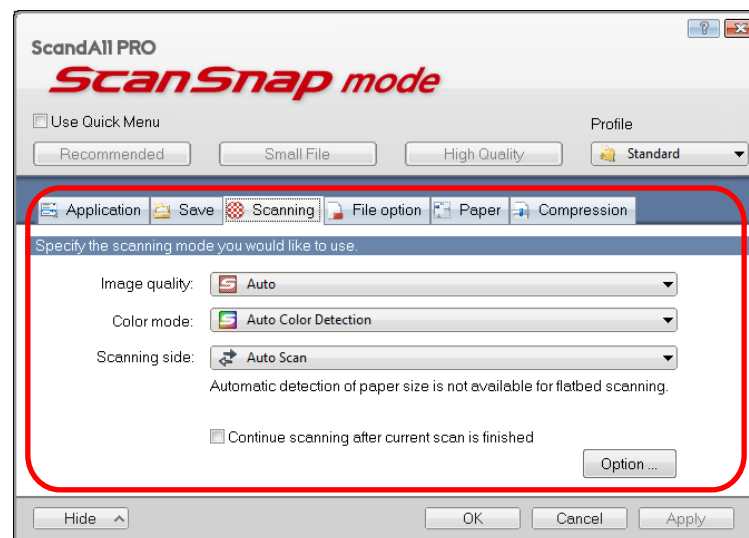 ScandAll PRO
ScanSnap mode
Use Quick Menu
Profile
Recommended Small File High Quality Standard
Application Save Scanning File option Paper Compression
Specify the scanning mode you would like to use.
Image quality: Auto
Color mode: Auto Color Detection
Scanning side: Auto Scan
Automatic detection of paper size is not available for flatbed scanning.
Continue scanning after current scan is finished
Option ...
Hide OK Cancel Apply